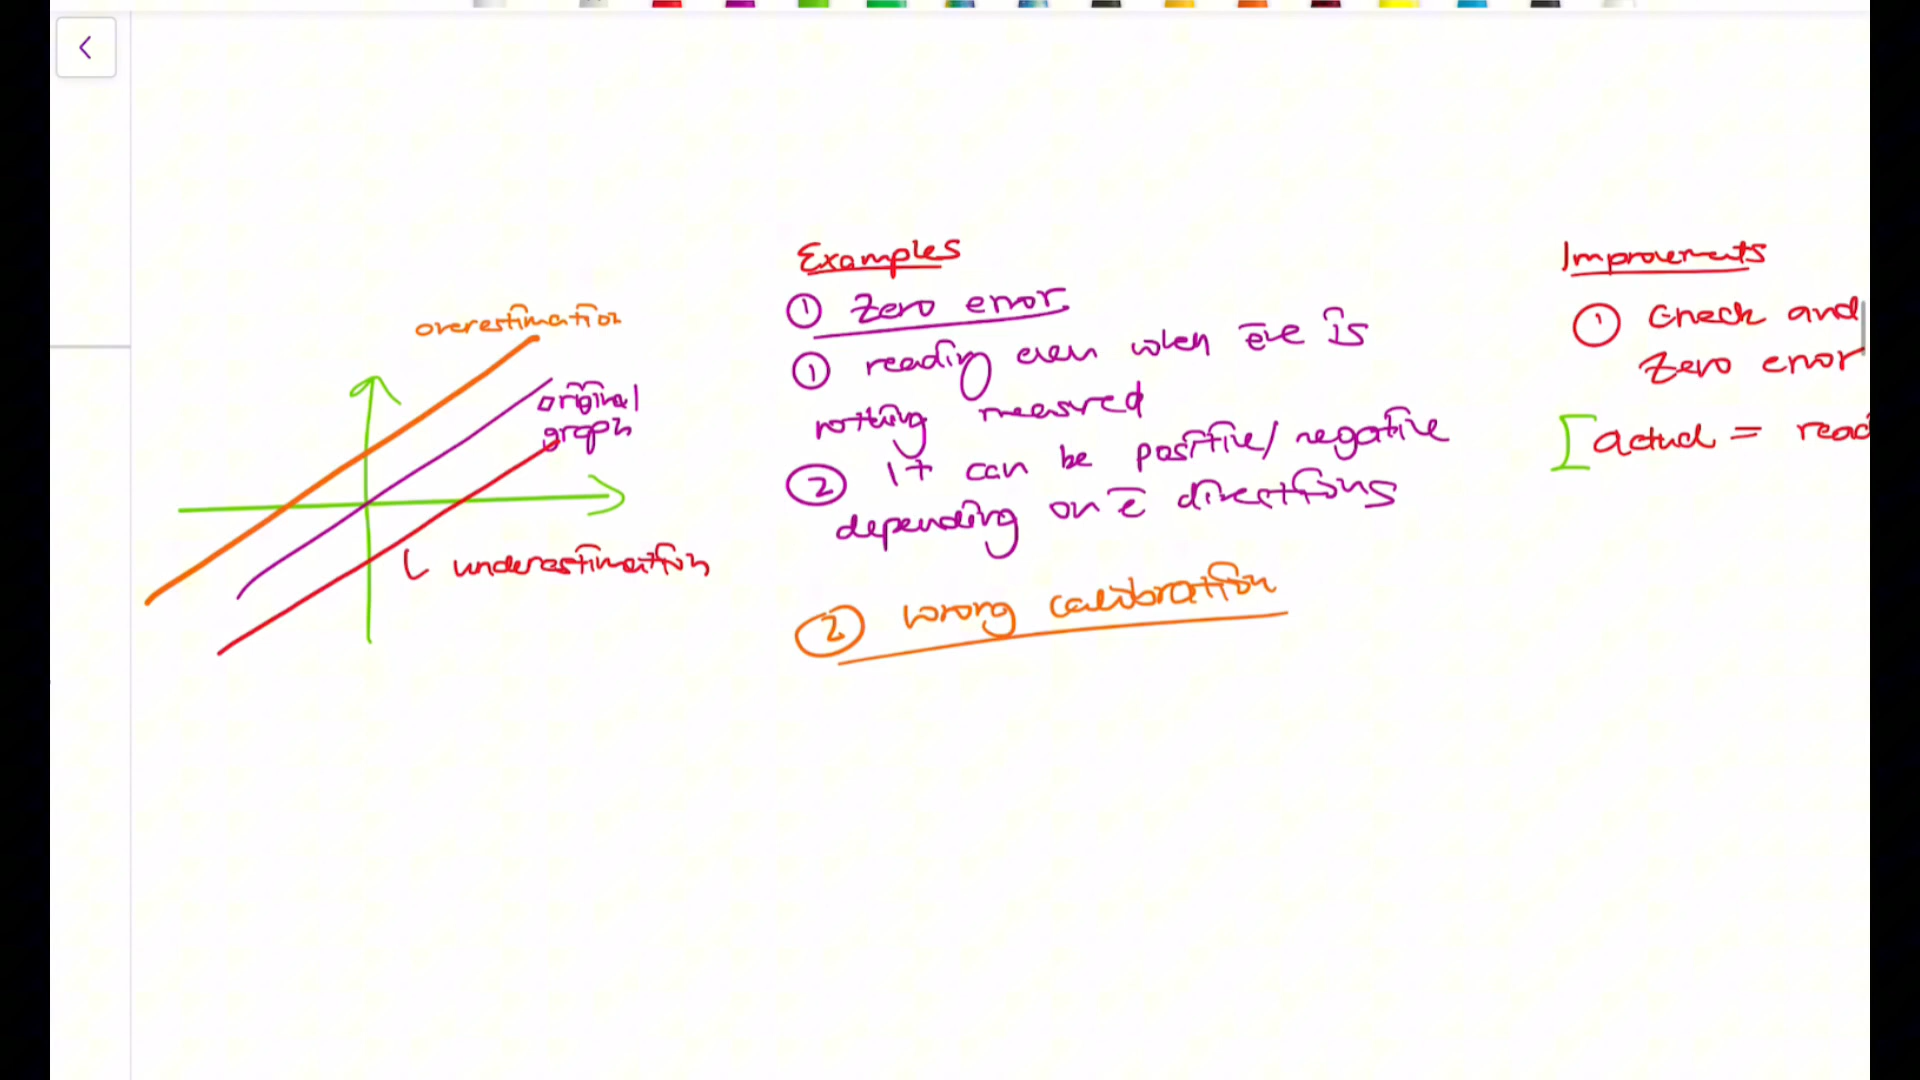 overestimation
original
graph
underestimation
Examples
① Zero error
① reading even when there is
nothing measured
② It can be positive/negative
depending on the directions
② wrong calibration
Improvements
① Check and
Zero error
[actual = read